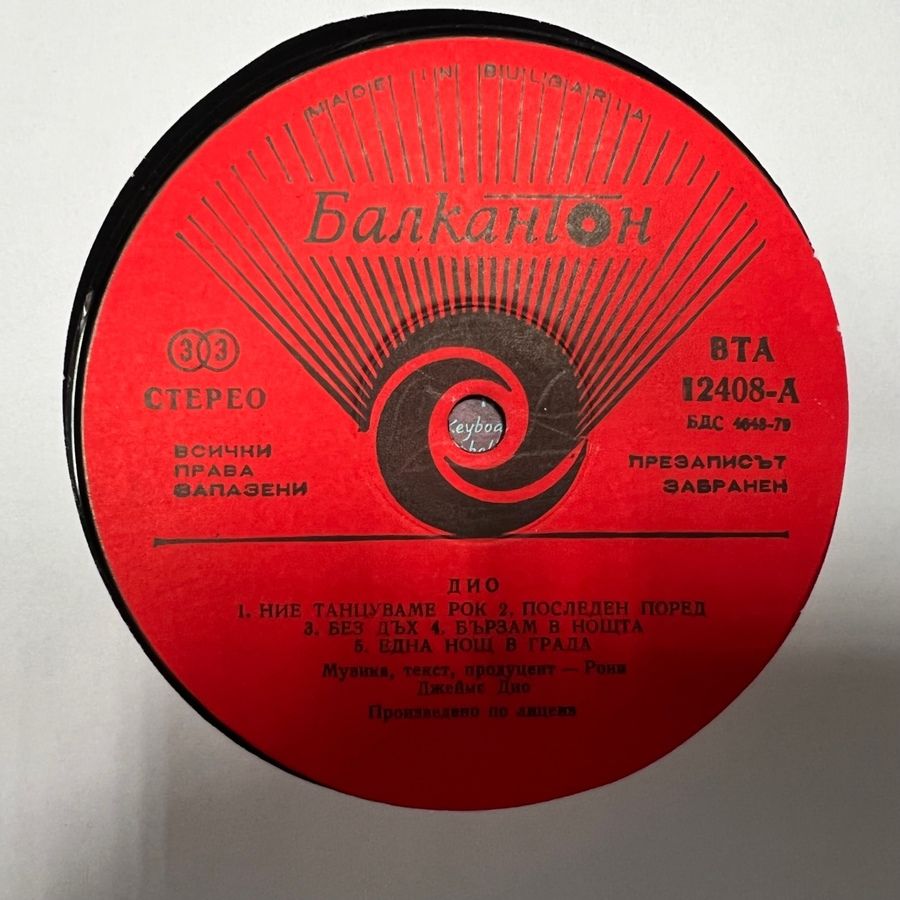 MADE IN BULGARIA
Балкантон
33
СТЕРЕО
ВСИЧКИ
ПРАВА
ЗАПАЗЕНИ
ВТА
12408-А
БДС 4648-79
ПРЕЗАПИСЪТ
ЗАБРАНЕН
Keyboa
ДИО
1. НИЕ ТАНЦУВАМЕ РОК 2. ПОСЛЕДЕН ПОРЕД
3. БЕЗ ДЪХ 4. БЪРЗАМ В НОЩТА
5. ЕДНА НОЩ В ГРАДА
Музика, текст, продуцент — Рони
Джеймс Дио
Произведено по лиценз